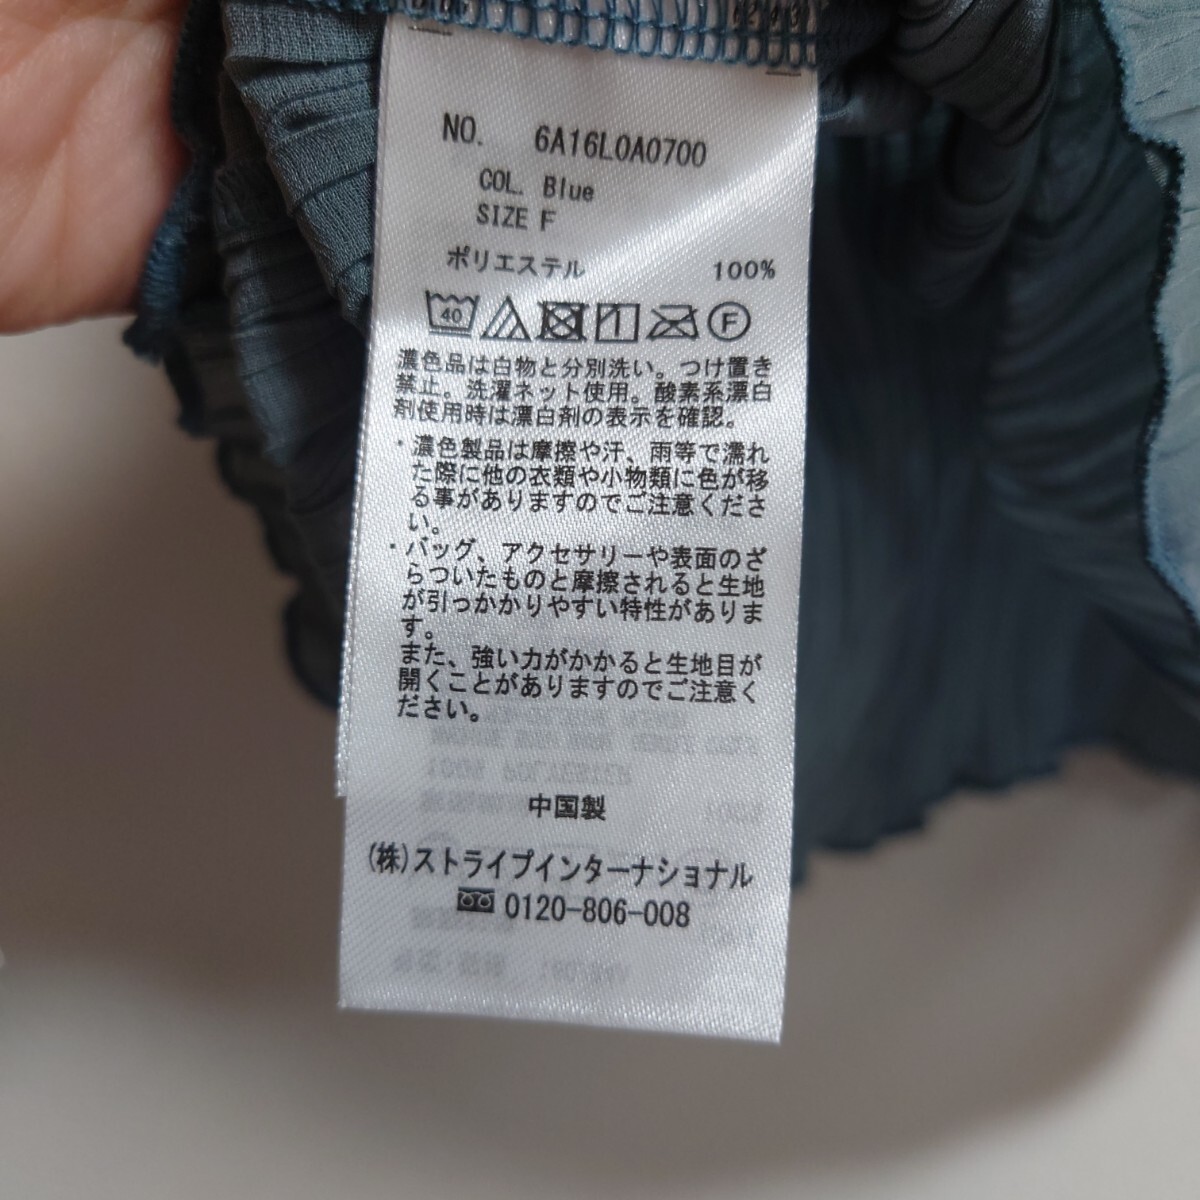 NO. 6A16L0A0700
COL. Blue
SIZE F
ポリエステル 100%
40
F
濃色品は白物と分別洗い。つけ置き
禁止。洗濯ネット使用。酸素系漂白
剤使用時は漂白剤の表示を確認。
・濃色製品は摩擦や汗、雨等で濡れ
た際に他の衣類や小物類に色が移
る事がありますのでご注意くださ
い。
・バッグ、アクセサリーや表面のざ
らついたものと摩擦されると生地
が引っかかりやすい特性がありま
す。
また、強い力がかかると生地目が
開くことがありますのでご注意く
ださい。
中国製
(株)ストライプインターナショナル
0120-806-008